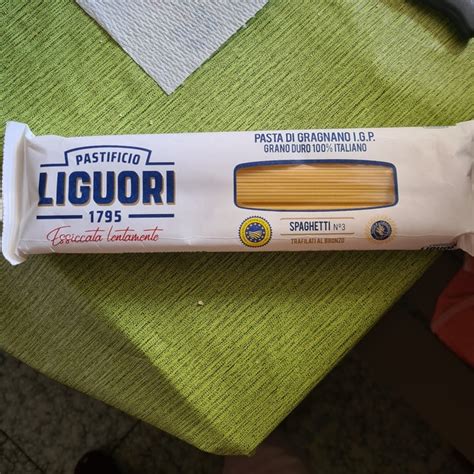 PASTIFICIO
LIGUORI
1795
Essiccata lentamente
PASTA DI GRAGNANO I.G.P.
GRANO DURO 100% ITALIANO
SPAGHETTI N°3
TRAFILATI AL BRONZO